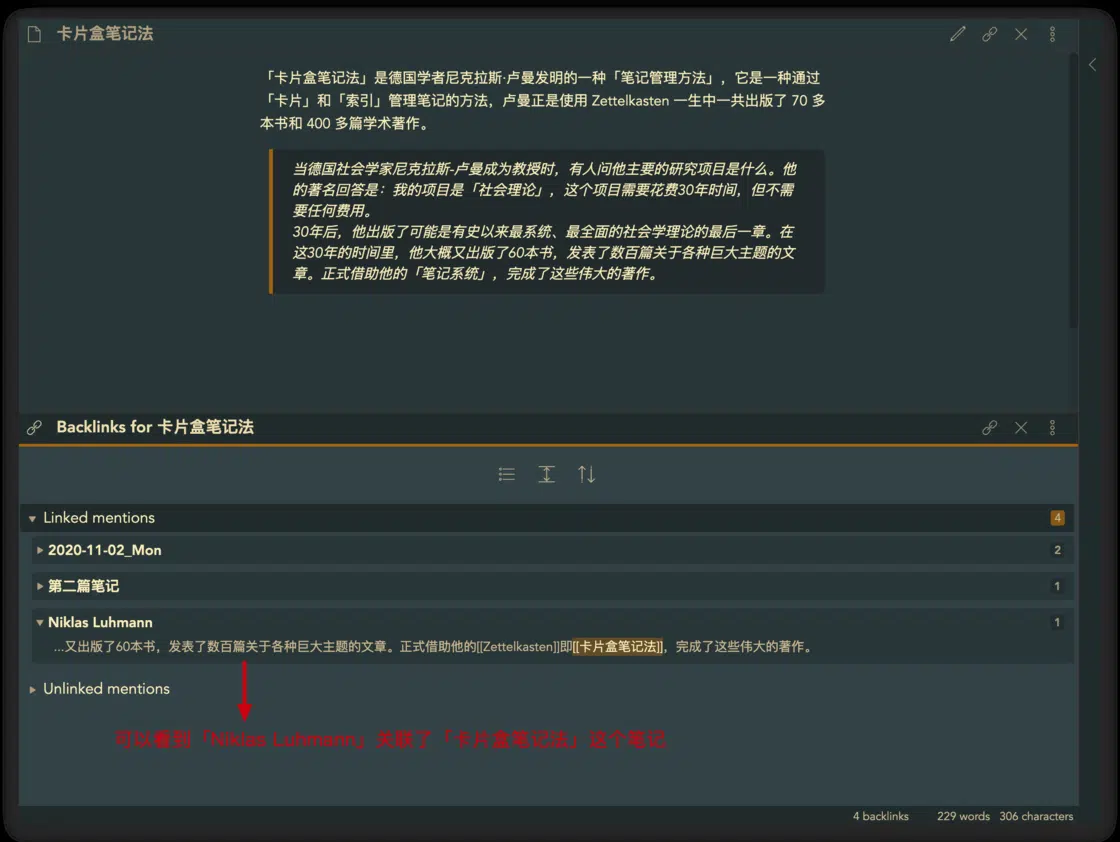 卡片盒笔记法
「卡片盒笔记法」是德国学者尼克拉斯·卢曼发明的一种「笔记管理方法」，它是一种通过
「卡片」和「索引」管理笔记的方法，卢曼正是使用 Zettelkasten 一生中一共出版了 70 多
本书和 400 多篇学术著作。
当德国社会学家尼克拉斯-卢曼成为教授时，有人问他主要的研究项目是什么。他
的著名回答是：我的项目是「社会理论」，这个项目需要花费30年时间，但不需
要任何费用。
30年后，他出版了可能是有史以来最系统、最全面的社会学理论的最后一章。在
这30年的时间里，他大概又出版了60本书，发表了数百篇关于各种巨大主题的文
章。正式借助他的「笔记系统」，完成了这些伟大的著作。
Backlinks for 卡片盒笔记法
Linked mentions 4
2020-11-02_Mon 2
第二篇笔记 1
Niklas Luhmann 1
...又出版了60本书，发表了数百篇关于各种巨大主题的文章。正式借助他的[[Zettelkasten]]即[[卡片盒笔记法]]，完成了这些伟大的著作。
Unlinked mentions
可以看到「Niklas Luhmann」关联了「卡片盒笔记法」这个笔记
4 backlinks 229 words 306 characters